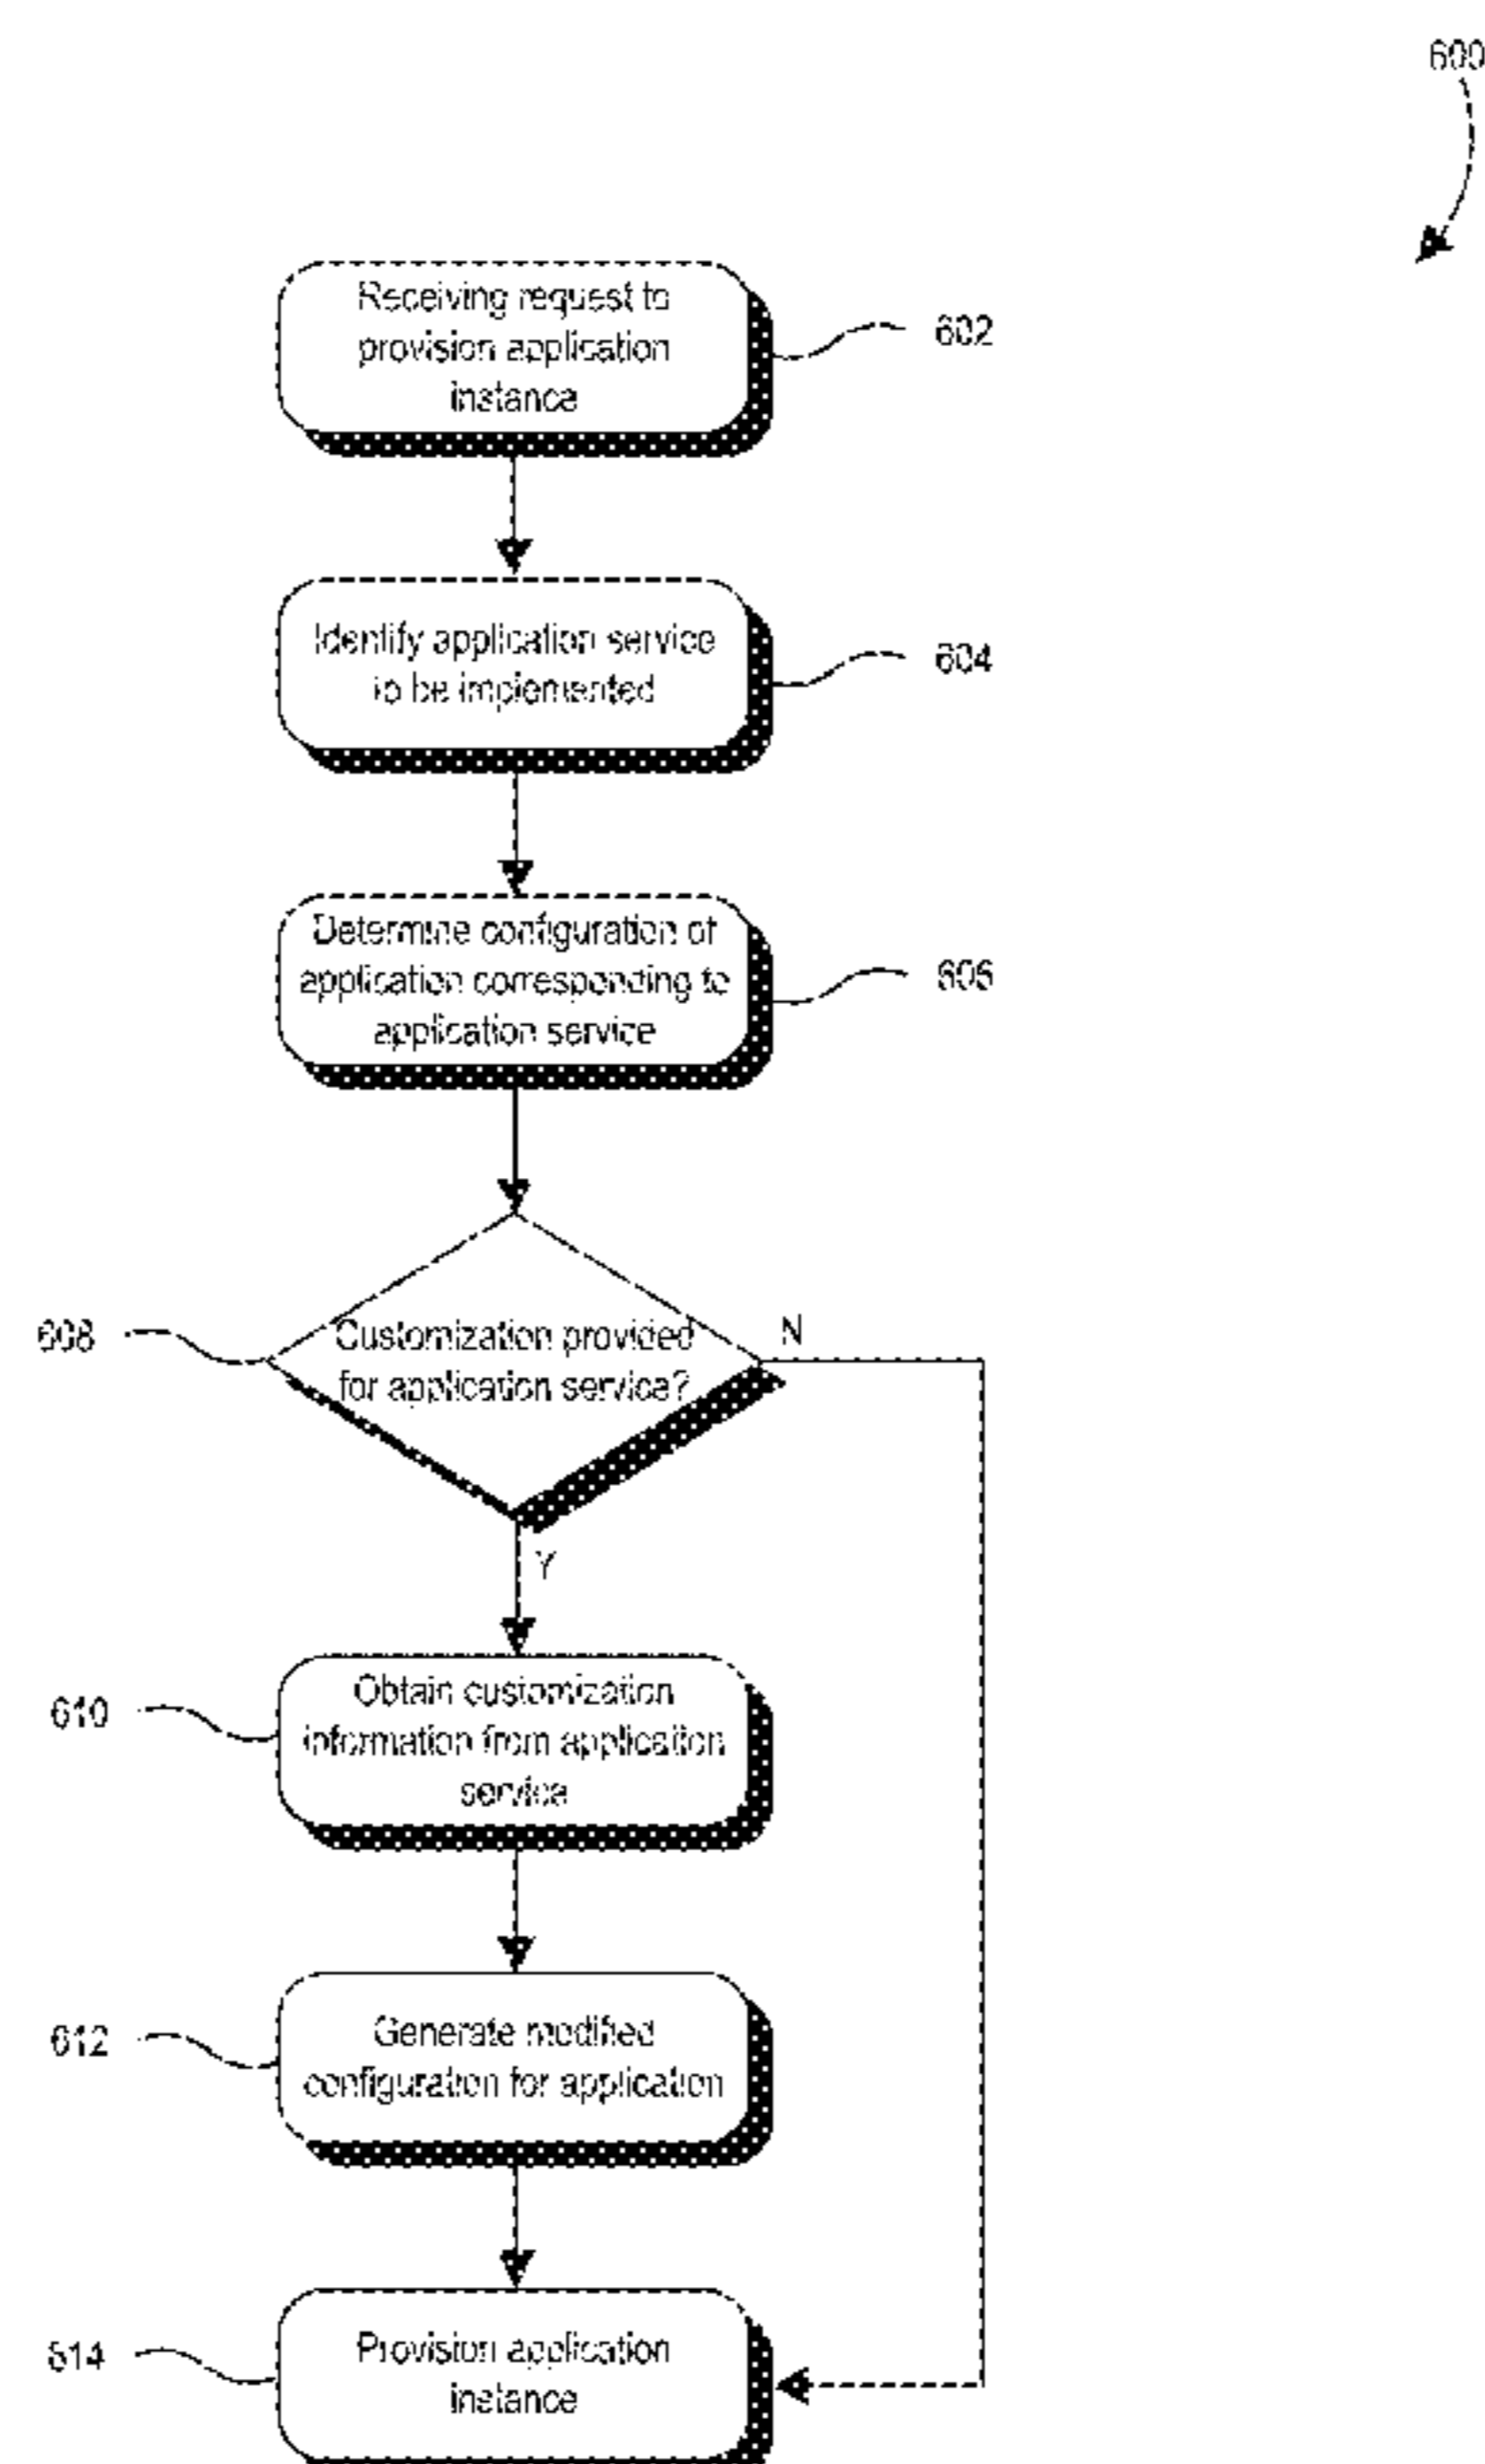 600
Receiving request to
provision application
instance
602
Identify application service
to be implemented
604
Determine configuration of
application corresponding to
application service
606
608
Customization provided
for application service?
N
Y
610
Obtain customization
information from application
service
612
Generate modified
configuration for application
614
Provision application
instance